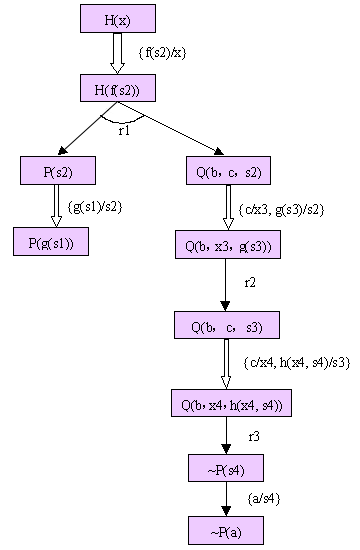 H(x)
{f(s2)/x}
H(f(s2))
r1
P(s2)
Q(b, c, s2)
{g(s1)/s2}
{c/x3, g(s3)/s2}
P(g(s1))
Q(b, x3, g(s3))
r2
Q(b, c, s3)
{c/x4, h(x4, s4)/s3}
Q(b, x4, h(x4, s4))
r3
~P(s4)
{a/s4}
~P(a)